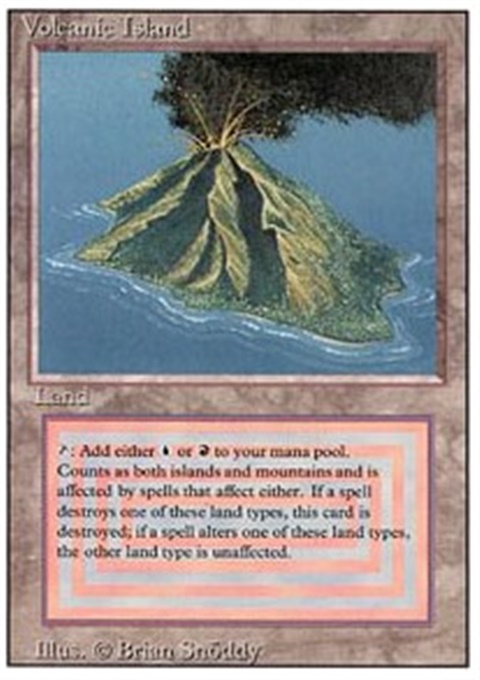 Volcanic Island
Land
: Add either or to your mana pool.
Counts as both islands and mountains and is
affected by spells that affect either. If a spell
destroys one of these land types, this card is
destroyed; if a spell alters one of these land types,
the other land type is unaffected.
Illus. © Brian Snōddy